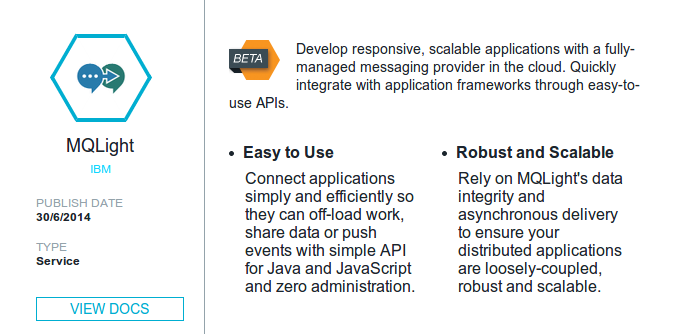 MQLight
IBM
PUBLISH DATE
30/6/2014
TYPE
Service
VIEW DOCS
BETA
Develop responsive, scalable applications with a fully-
managed messaging provider in the cloud. Quickly
integrate with application frameworks through easy-to-
use APIs.
• Easy to Use
Connect applications
simply and efficiently so
they can off-load work,
share data or push
events with simple API
for Java and JavaScript
and zero administration.
• Robust and Scalable
Rely on MQLight's data
integrity and
asynchronous delivery
to ensure your
distributed applications
are loosely-coupled,
robust and scalable.